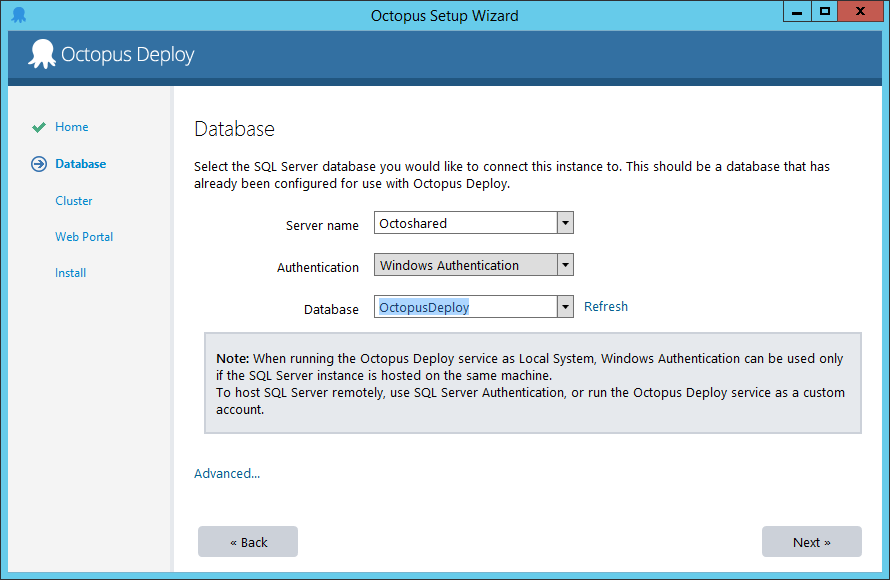 Octopus Setup Wizard
Octopus Deploy
Home
Database
Cluster
Web Portal
Install
Database
Select the SQL Server database you would like to connect this instance to. This should be a database that has
already been configured for use with Octopus Deploy.
Server name Octoshared
Authentication Windows Authentication
Database OctopusDeploy Refresh
Note: When running the Octopus Deploy service as Local System, Windows Authentication can be used only
if the SQL Server instance is hosted on the same machine.
To host SQL Server remotely, use SQL Server Authentication, or run the Octopus Deploy service as a custom
account.
Advanced...
« Back
Next »